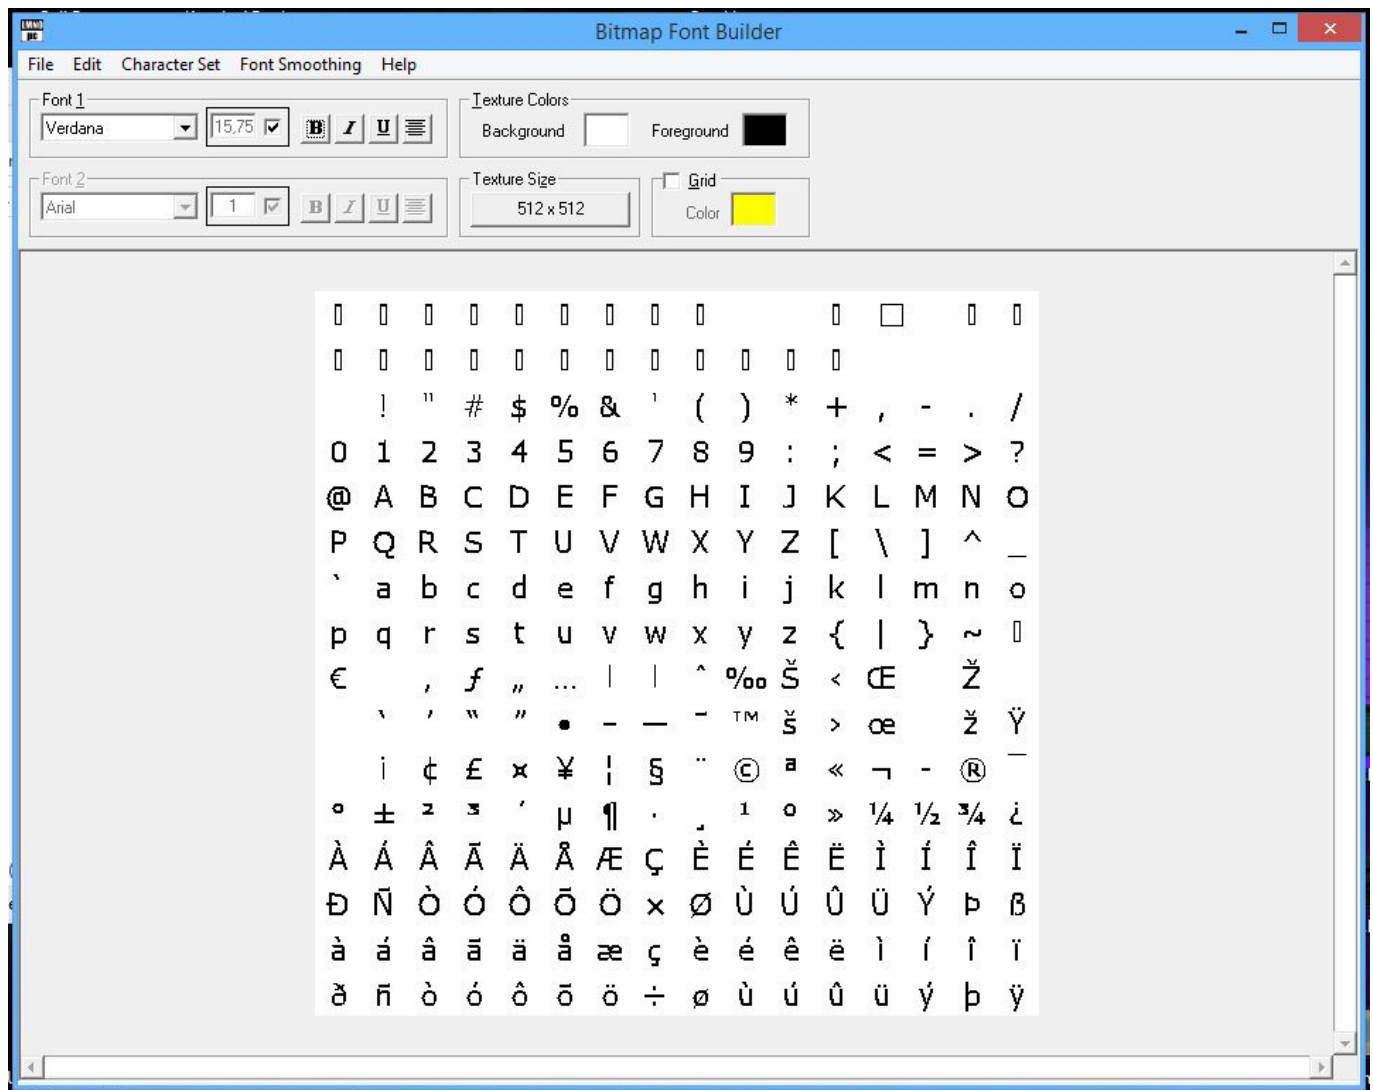 LMNO
pc
Bitmap Font Builder
File Edit Character Set Font Smoothing Help
Font 1
Verdana 15,75 B I U
Texture Colors
Background Foreground
Font 2
Arial 1 B I U
Texture Size
512 x 512
Grid
Color
! " # $ % & ' ( ) * + , - . /
0 1 2 3 4 5 6 7 8 9 : ; < = > ?
@ A B C D E F G H I J K L M N O
P Q R S T U V W X Y Z [ \ ] ^ _
` a b c d e f g h i j k l m n o
p q r s t u v w x y z { | } ~
€ ‚ ƒ „ … | | ˆ ‰ Š ‹ Œ Ž
‘ ’ “ ” • – — ˜ ™ š › œ ž Ÿ
¡ ¢ £ ¤ ¥ ¦ § ¨ © ª « ¬ - ® ¯
° ± ² ³ ´ µ ¶ · ¸ ¹ º » ¼ ½ ¾ ¿
À Á Â Ã Ä Å Æ Ç È É Ê Ë Ì Í Î Ï
Ð Ñ Ò Ó Ô Õ Ö × Ø Ù Ú Û Ü Ý Þ ß
à á â ã ä å æ ç è é ê ë ì í î ï
ð ñ ò ó ô õ ö ÷ ø ù ú û ü ý þ ÿ